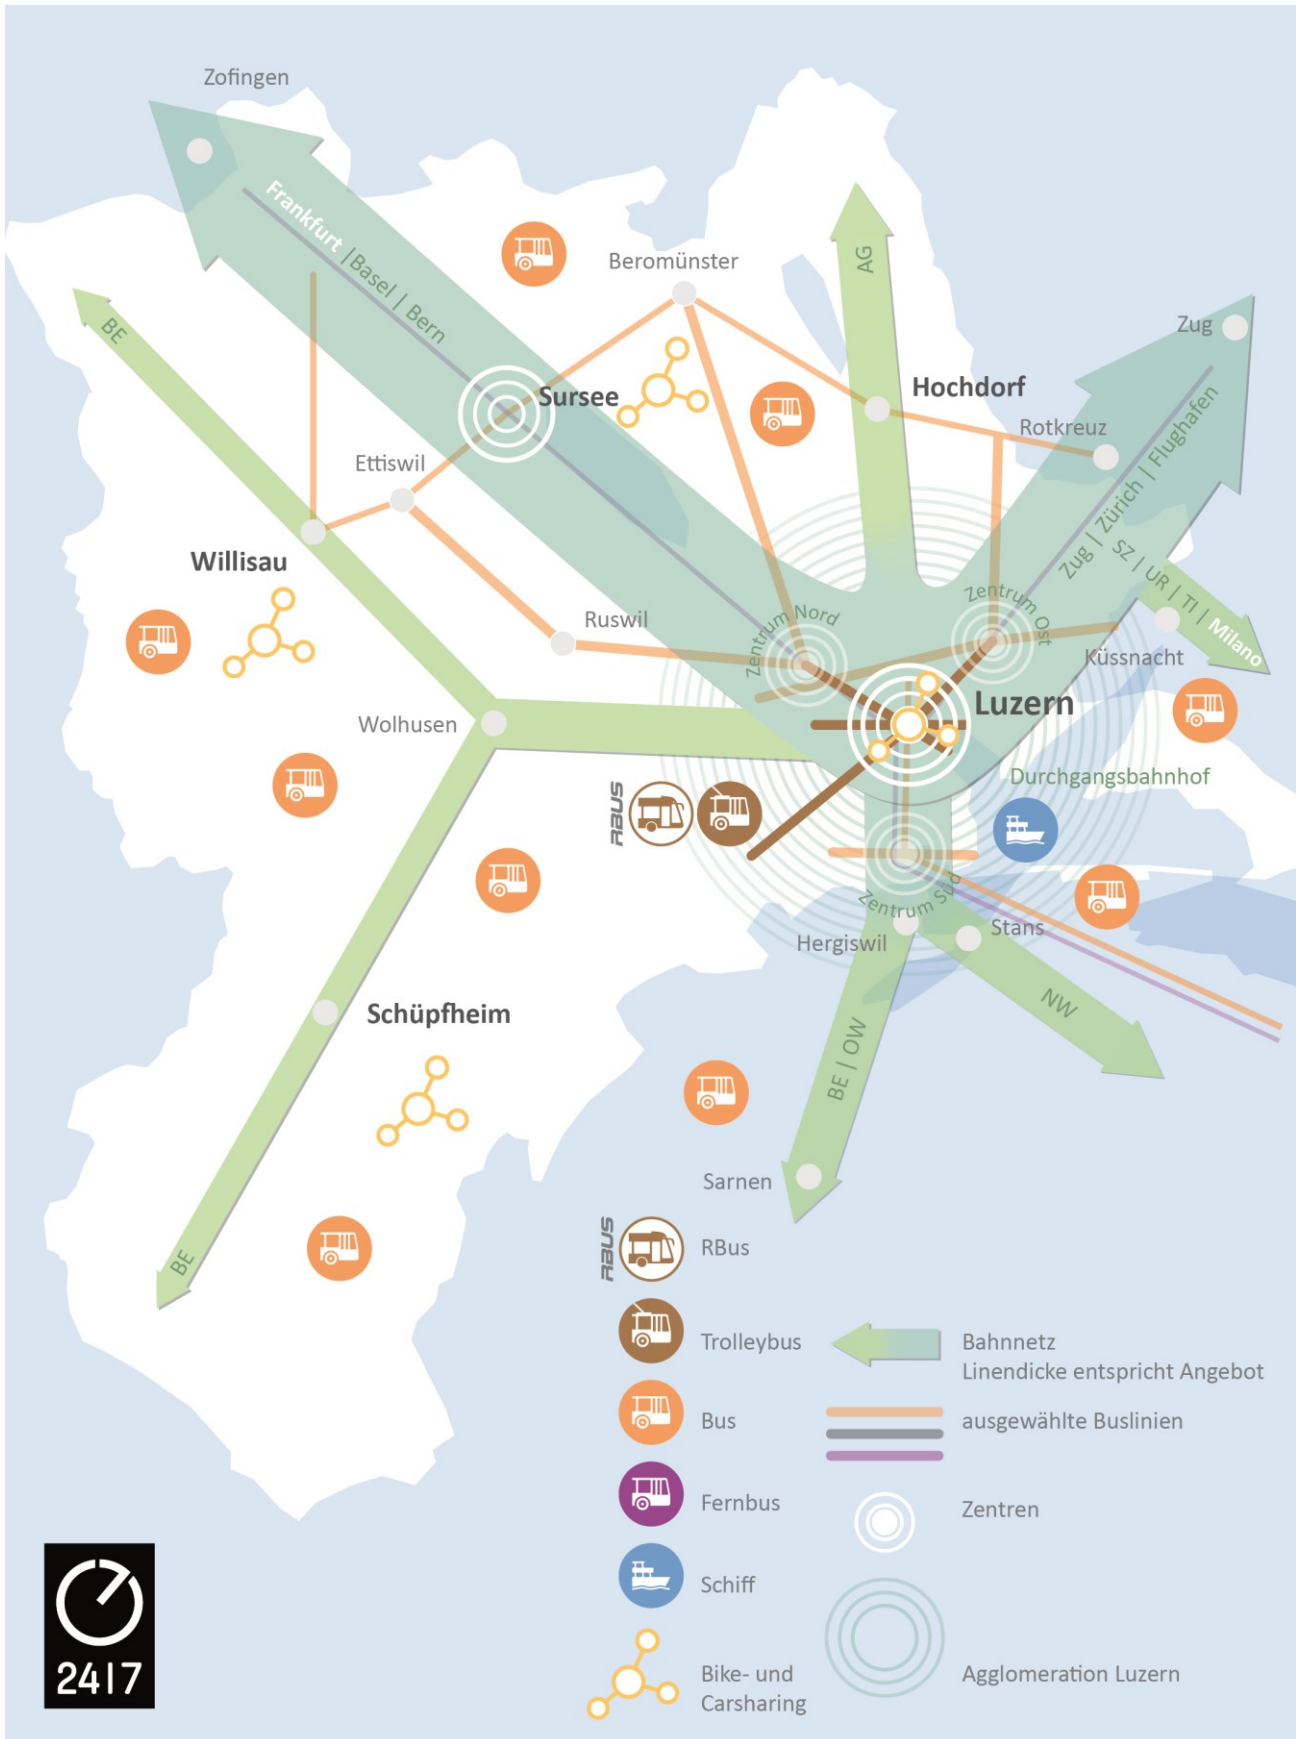 Zofingen
Frankfurt | Basel | Bern
Beromünster
AG
BE
Zug
Sursee
Hochdorf
Rotkreuz
Ettiswil
Zug | Zürich | Flughafen
SZ | UR | TI | Milano
Willisau
Ruswil
Zentrum Nord
Zentrum Ost
Küssnacht
Wolhusen
Luzern
Durchgangsbahnhof
RBUS
Zentrum Süd
Hergiswil
Stans
NW
Schüpfheim
BE | OW
Sarnen
BE
RBUS
RBus
Trolleybus
Bahnnetz
Linendicke entspricht Angebot
Bus
ausgewählte Buslinien
Fernbus
Zentren
Schiff
Bike- und
Carsharing
Agglomeration Luzern
24|7